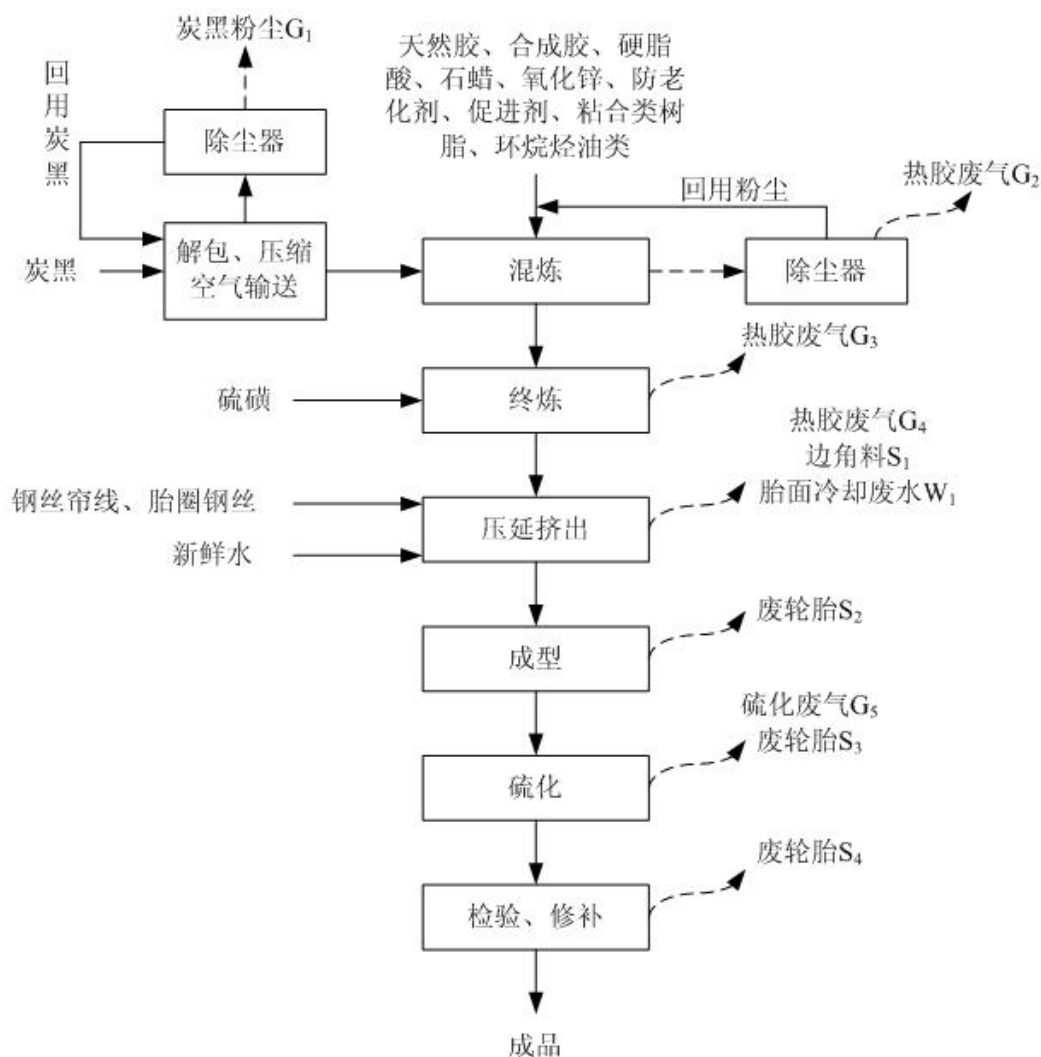 炭黑粉尘G₁
天然胶、合成胶、硬脂
酸、石蜡、氧化锌、防老
化剂、促进剂、粘合类树
脂、环烷烃油类
回用炭黑
除尘器
回用粉尘
热胶废气G₂
炭黑
解包、压缩
空气输送
混炼
除尘器
热胶废气G₃
硫磺
终炼
热胶废气G₄
边角料S₁
胎面冷却废水W₁
钢丝帘线、胎圈钢丝
新鲜水
压延挤出
废轮胎S₂
成型
硫化废气G₅
废轮胎S₃
硫化
废轮胎S₄
检验、修补
成品